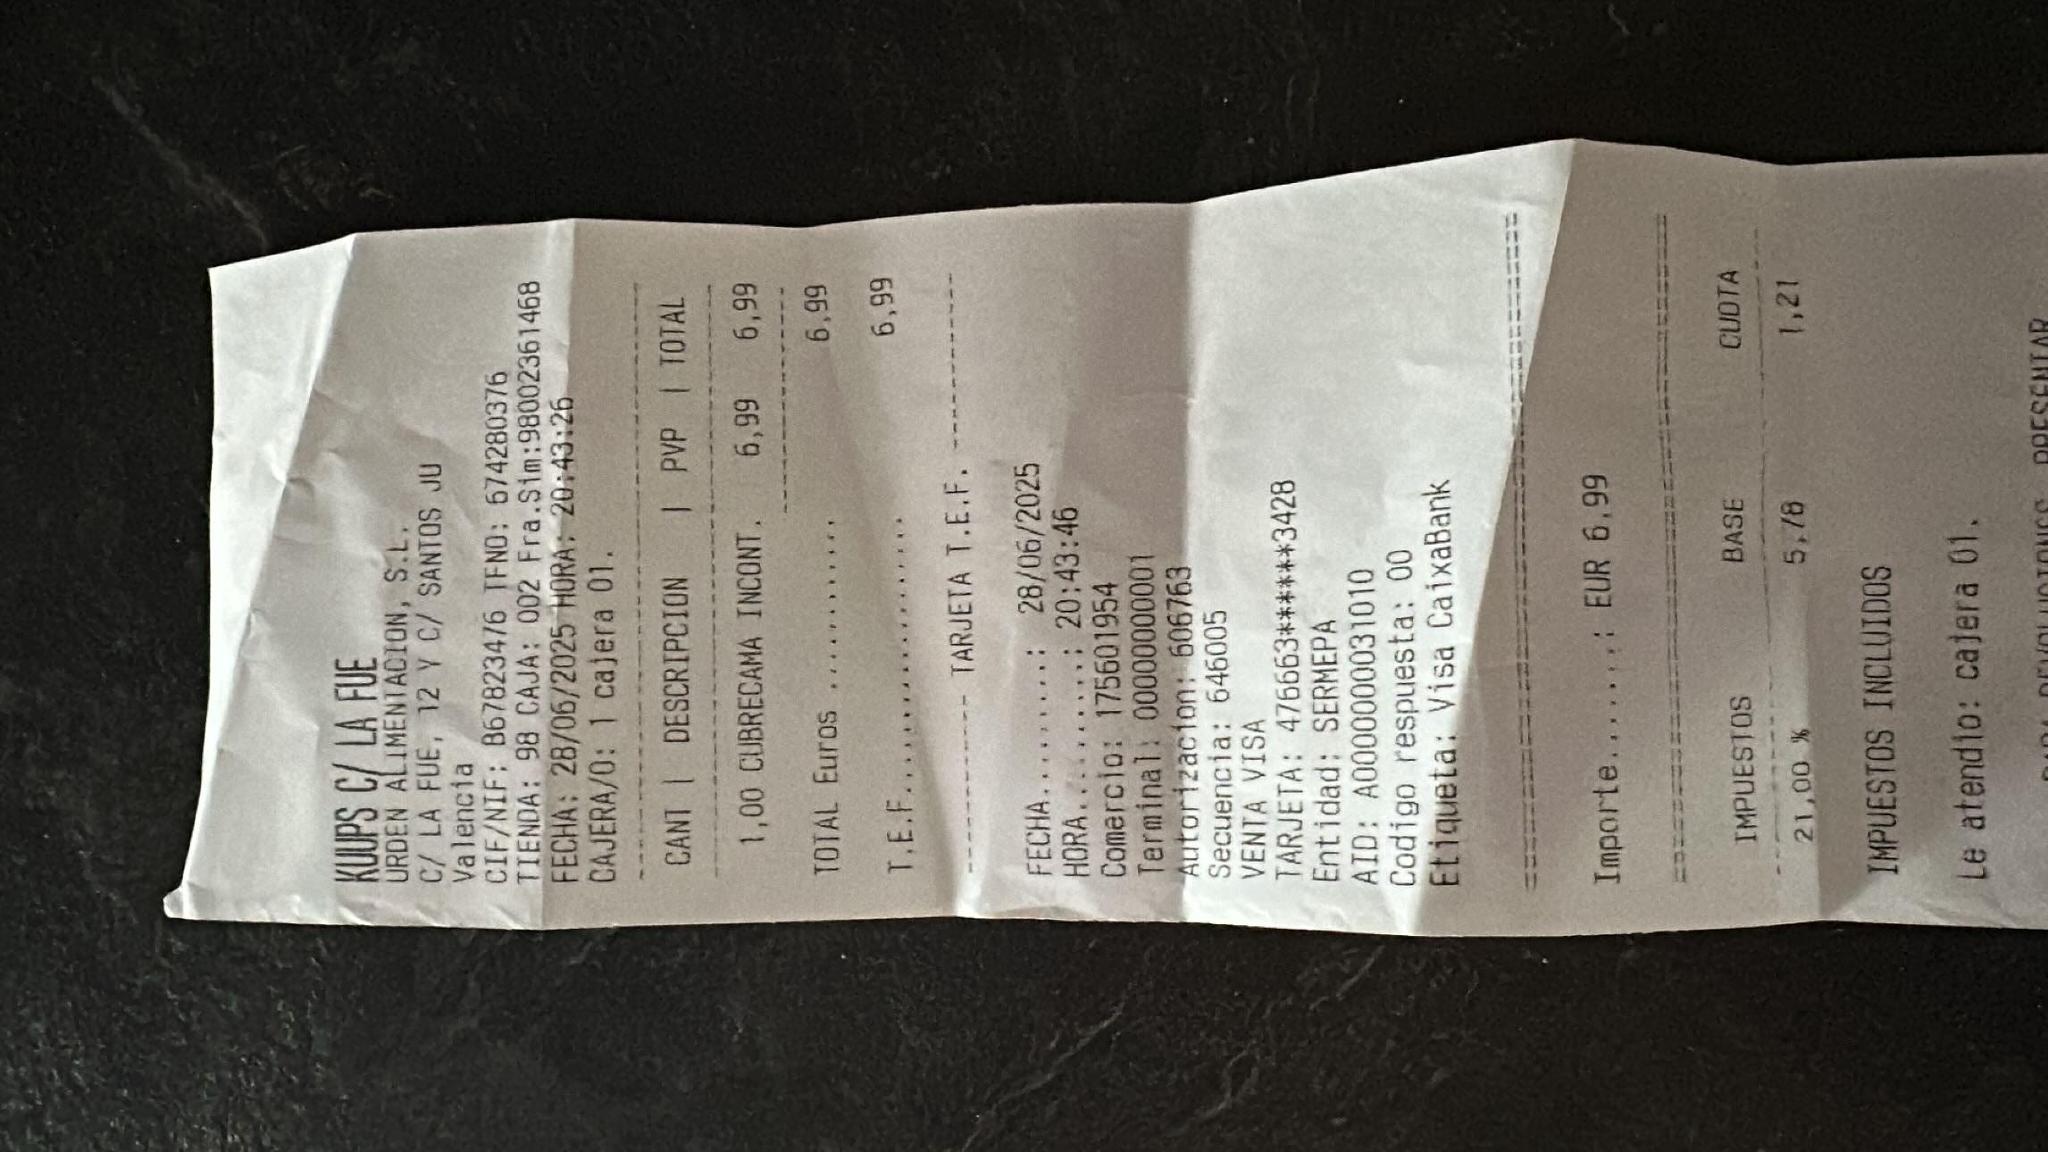 KUUPS C/ LA FUE
URDEN ALIMENTACION, S.L.
C/ LA FUE, 12 Y C/ SANTOS JU
Valencia
CIF/NIF: B67823476 TFNO: 674280376
TIENDA: 98 CAJA: 002 Fra.Sim:98002361468
FECHA: 28/06/2025 HORA: 20:43:26
CAJERA/O: 1 cajera 01.
CANT | DESCRIPCION | PVP | TOTAL
1,00 CUBRECAMA INCONT. 6,99 6,99
TOTAL Euros .............. 6,99
T.E.F..................... 6,99
---------- TARJETA T.E.F. --------------
FECHA.........: 28/06/2025
HORA..........: 20:43:46
Comercio: 175601954
Terminal: 00000000001
Autorizacion: 606763
Secuencia: 646005
VENTA VISA
TARJETA: 476663******3428
Entidad: SERMEPA
AID: A0000000031010
Codigo respuesta: 00
Etiqueta: Visa CaixaBank
Importe.......: EUR 6,99
IMPUESTOS BASE CUOTA
21,00 % 5,78 1,21
IMPUESTOS INCLUIDOS
Le atendio: cajera 01.
PARA DEVOLUCIONES PRESENTAR